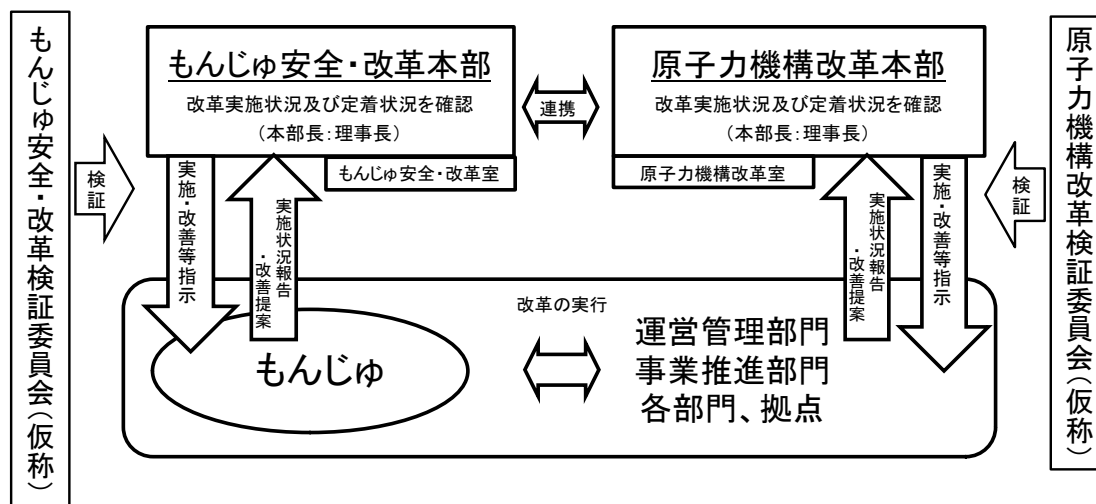 もんじゅ安全・改革検証委員会(仮称)
検証
もんじゅ安全・改革本部
改革実施状況及び定着状況を確認
(本部長:理事長)
もんじゅ安全・改革室
連携
原子力機構改革本部
改革実施状況及び定着状況を確認
(本部長:理事長)
原子力機構改革室
検証
原子力機構改革検証委員会(仮称)
実施・改善等指示
実施状況報告
・改善提案
実施状況報告
・改善提案
実施・改善等指示
改革の実行
もんじゅ
運営管理部門
事業推進部門
各部門、拠点